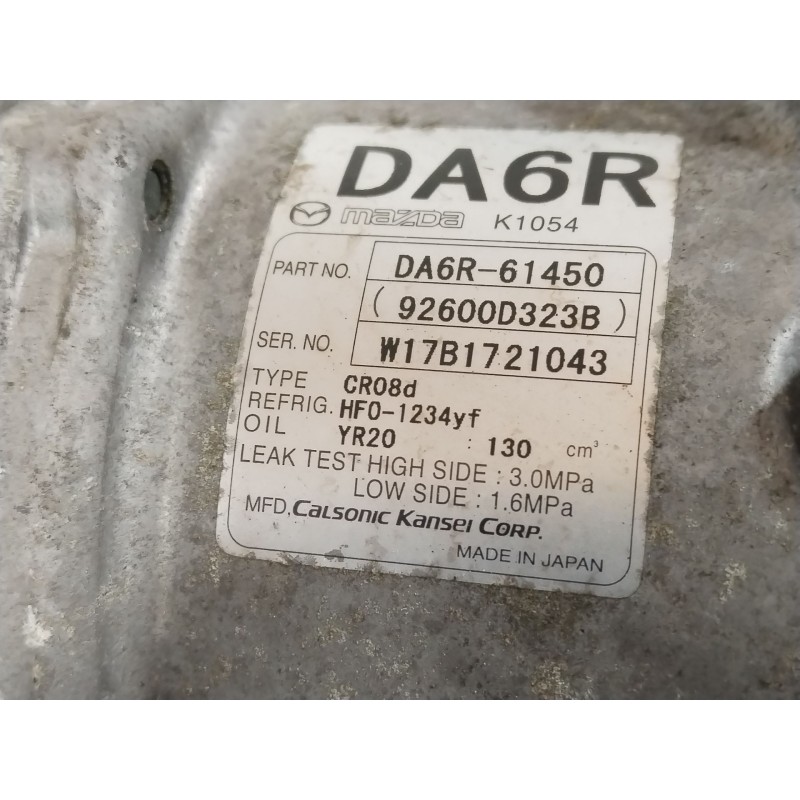 DA6R
mazda K1054
PART NO. DA6R-61450
(92600D323B)
SER. NO. W17B1721043
TYPE CR08d
REFRIG. HFO-1234yf
OIL YR20 : 130 cm³
LEAK TEST HIGH SIDE : 3.0MPa
LOW SIDE : 1.6MPa
MFD. CALSONIC KANSEI CORP.
MADE IN JAPAN